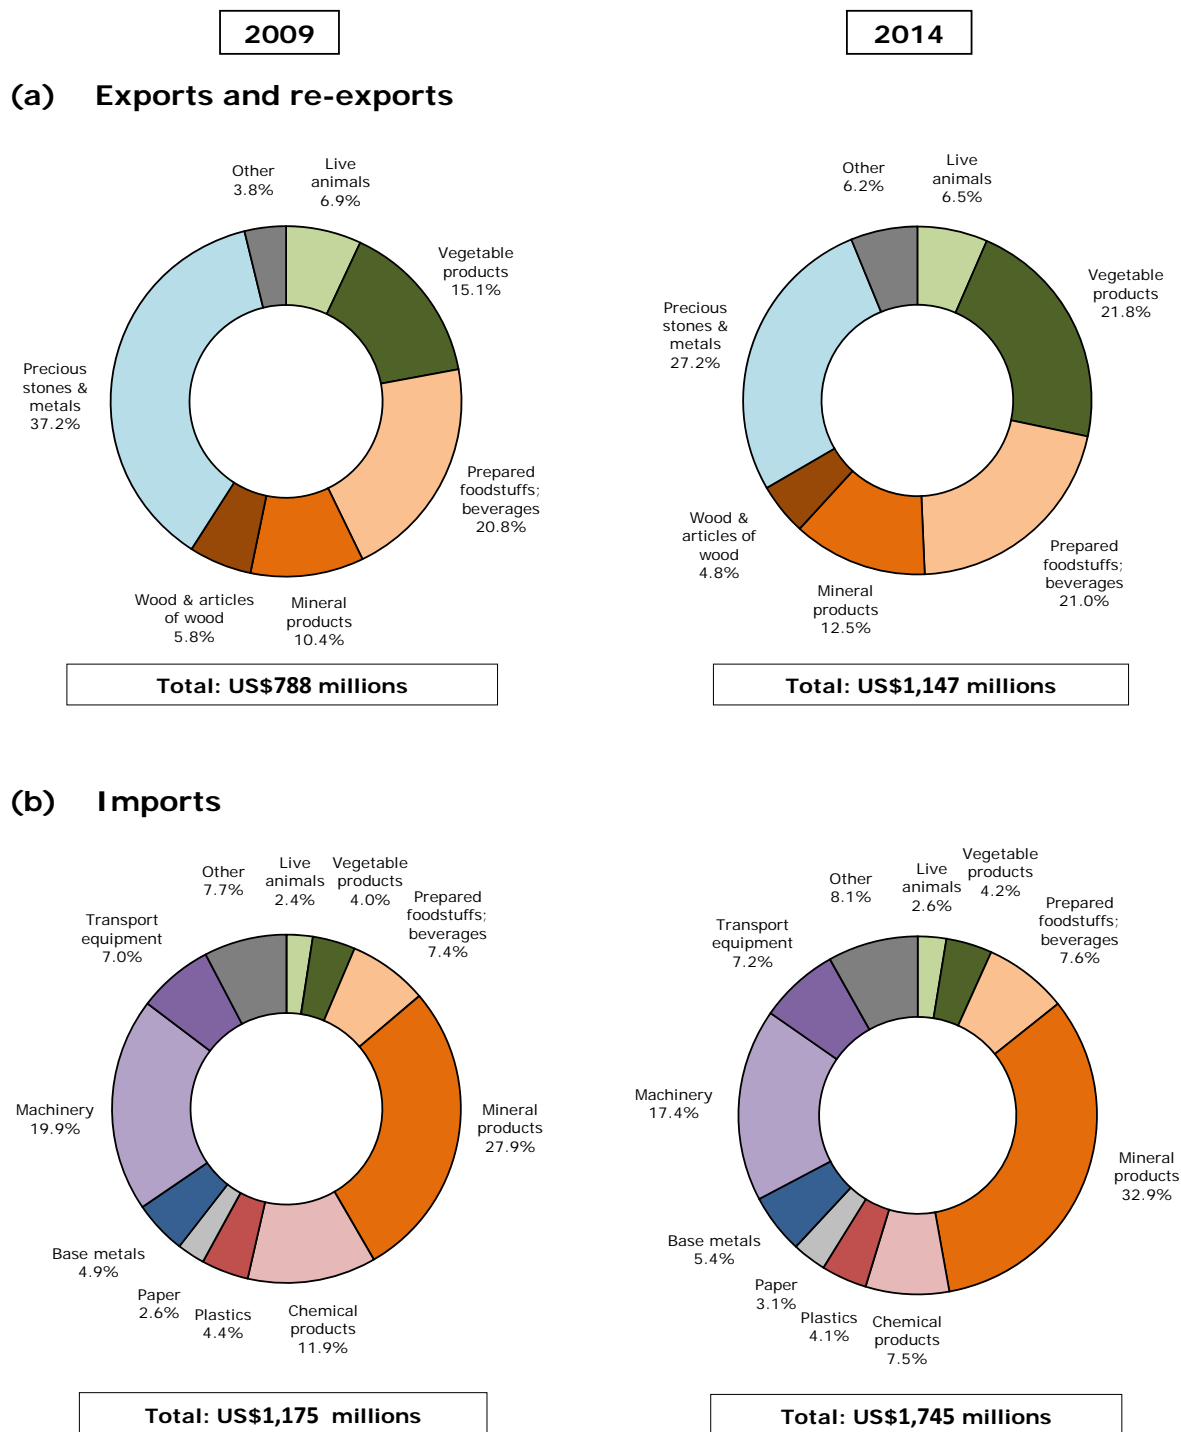 2009
2014
(a) Exports and re-exports
Other
3.8%
Live
animals
6.9%
Vegetable
products
15.1%
Prepared
foodstuffs;
beverages
20.8%
Mineral
products
10.4%
Wood & articles
of wood
5.8%
Precious
stones &
metals
37.2%
Total: US$788 millions
Other
6.2%
Live
animals
6.5%
Vegetable
products
21.8%
Prepared
foodstuffs;
beverages
21.0%
Mineral
products
12.5%
Wood &
articles of
wood
4.8%
Precious
stones &
metals
27.2%
Total: US$1,147 millions
(b) Imports
Other
7.7%
Live
animals
2.4%
Vegetable
products
4.0%
Prepared
foodstuffs;
beverages
7.4%
Mineral
products
27.9%
Chemical
products
11.9%
Plastics
4.4%
Paper
2.6%
Base metals
4.9%
Machinery
19.9%
Transport
equipment
7.0%
Total: US$1,175 millions
Other
8.1%
Live
animals
2.6%
Vegetable
products
4.2%
Prepared
foodstuffs;
beverages
7.6%
Mineral
products
32.9%
Chemical
products
7.5%
Plastics
4.1%
Paper
3.1%
Base metals
5.4%
Machinery
17.4%
Transport
equipment
7.2%
Total: US$1,745 millions